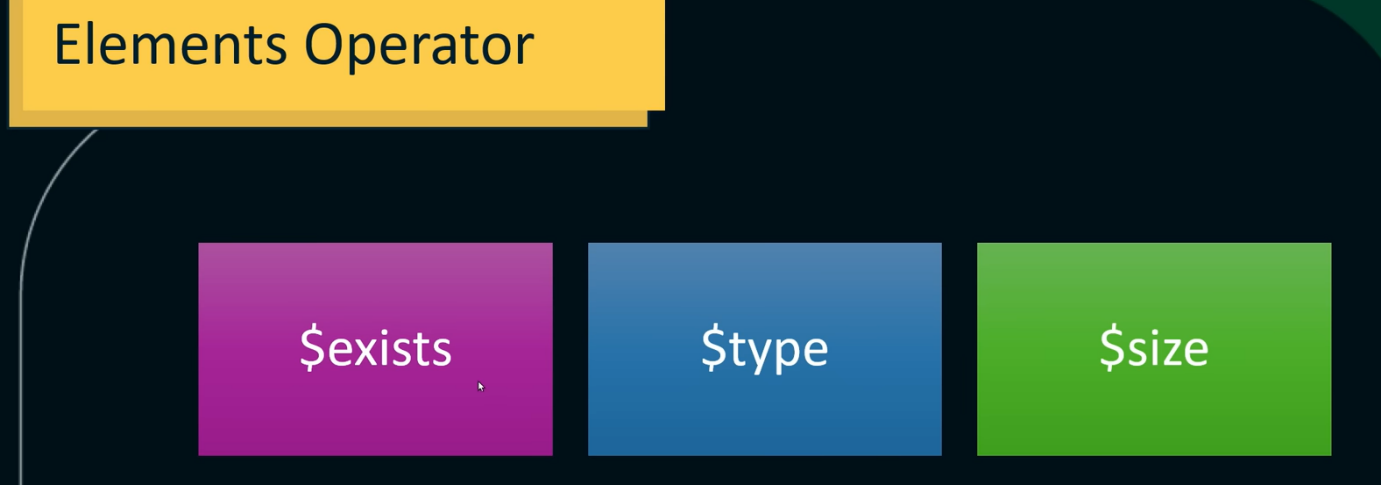 Elements Operator
$exists
$type
$size